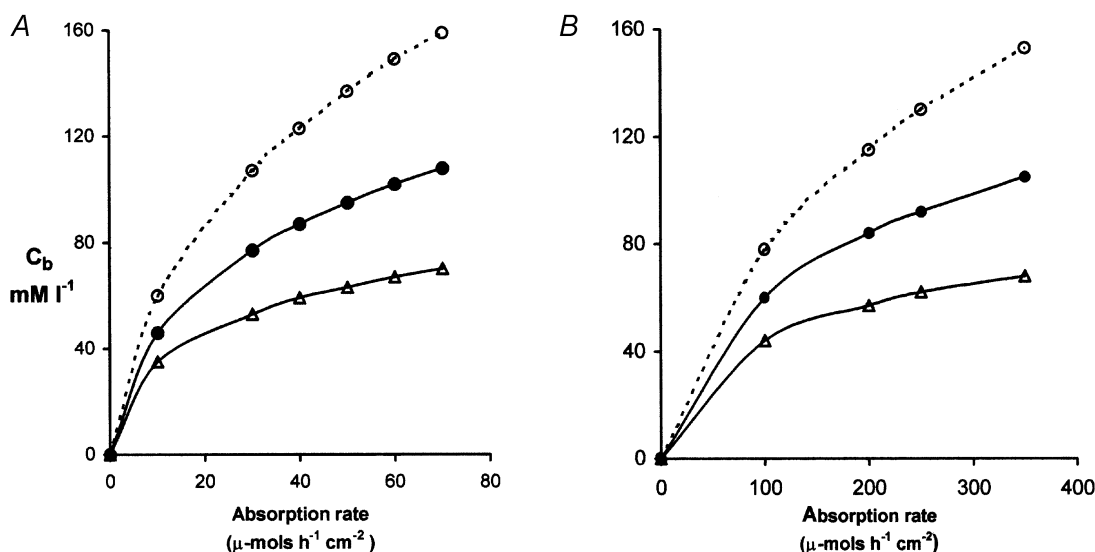 A
160
120
80
40
0
C_b
mM l⁻¹
0 20 40 60 80
Absorption rate
(μ-mols h⁻¹ cm⁻² )
B
160
120
80
40
0
0 100 200 300 400
Absorption rate
(μ-mols h⁻¹ cm⁻²)